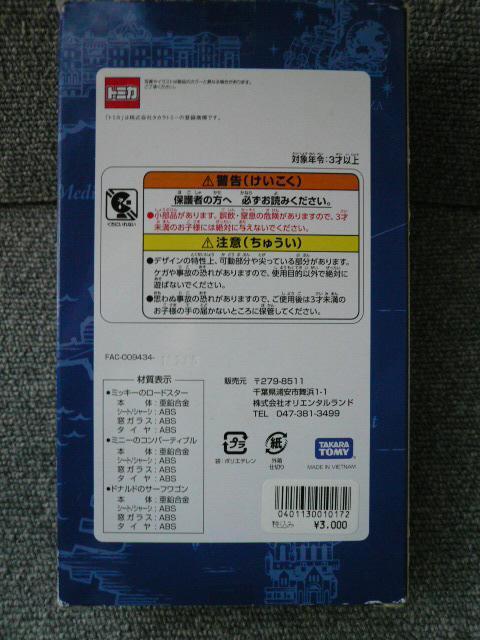 トミカ
写真やイラストは製品のカラーと異なる場合があります。
ご了承ください。
「トミカ」は株式会社タカラトミーの登録商標です。
対象年令:3才以上
口にいれない
Medi
ZA
⚠警告(けいこく)
保護者の方へ 必ずお読みください。
●小部品があります。誤飲・窒息の危険がありますので、3才
未満のお子様には絶対に与えないでください。
⚠注意(ちゅうい)
●デザインの特性上、可動部分や尖っている部分があります。
ケガや事故の恐れがありますので、使用目的以外で絶対に
遊ばないでください。
●思わぬ事故の恐れがありますので、ご使用後は3才未満の
お子様の手の届かないところに保管してください。
FAC-009434-
材質表示
●ミッキーのロードスター
本体:亜鉛合金
シート/シャーシ:ABS
窓ガラス:ABS
タイヤ:ABS
●ミニーのコンバーティブル
本体:亜鉛合金
シート/シャーシ:ABS
窓ガラス:ABS
タイヤ:ABS
●ドナルドのサーフワゴン
本体:亜鉛合金
シート/シャーシ:ABS
窓ガラス:ABS
タイヤ:ABS
販売元 〒279-8511
千葉県浦安市舞浜1-1
株式会社オリエンタルランド
TEL 047-381-3499
プラ
袋:ポリエチレン
紙
外箱
仕切り
TAKARA
TOMY
MADE IN VIETNAM
0401130010172
税込み ¥3,000